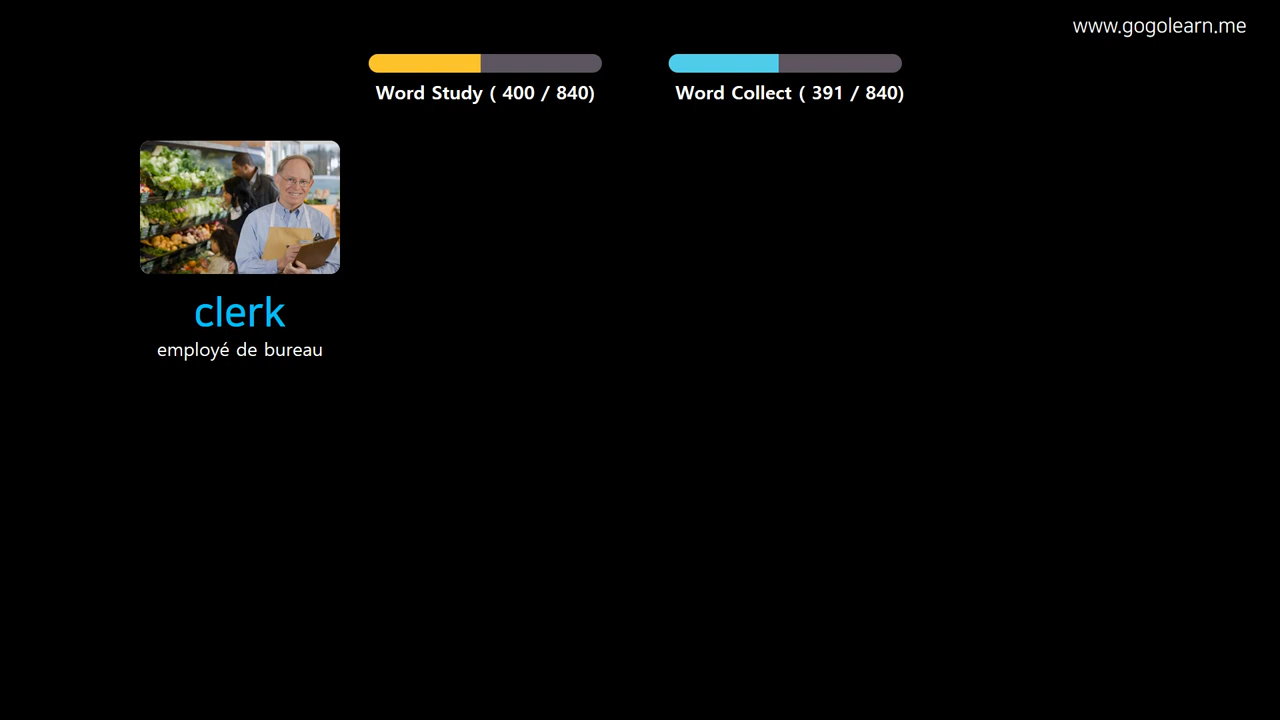 www.gogolearn.me
Word Study ( 400 / 840)
Word Collect ( 391 / 840)
clerk
employé de bureau